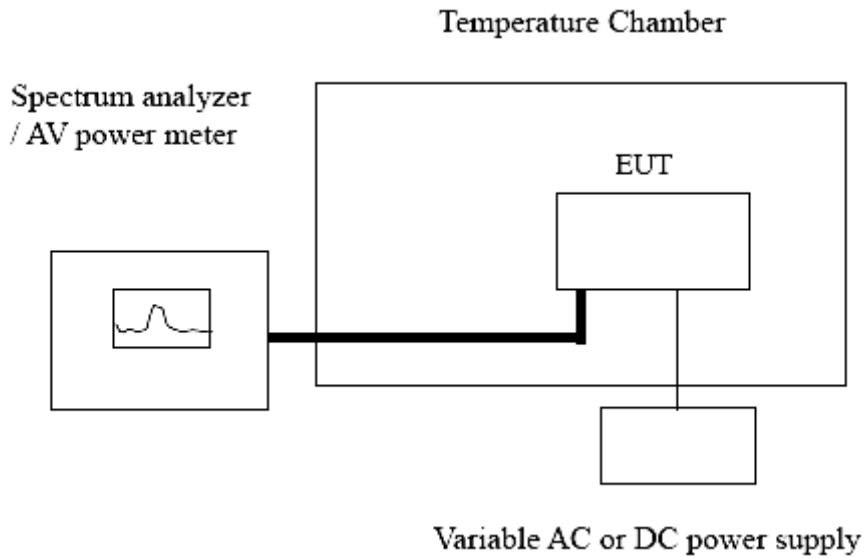 Temperature Chamber
Spectrum analyzer
/ AV power meter
EUT
Variable AC or DC power supply